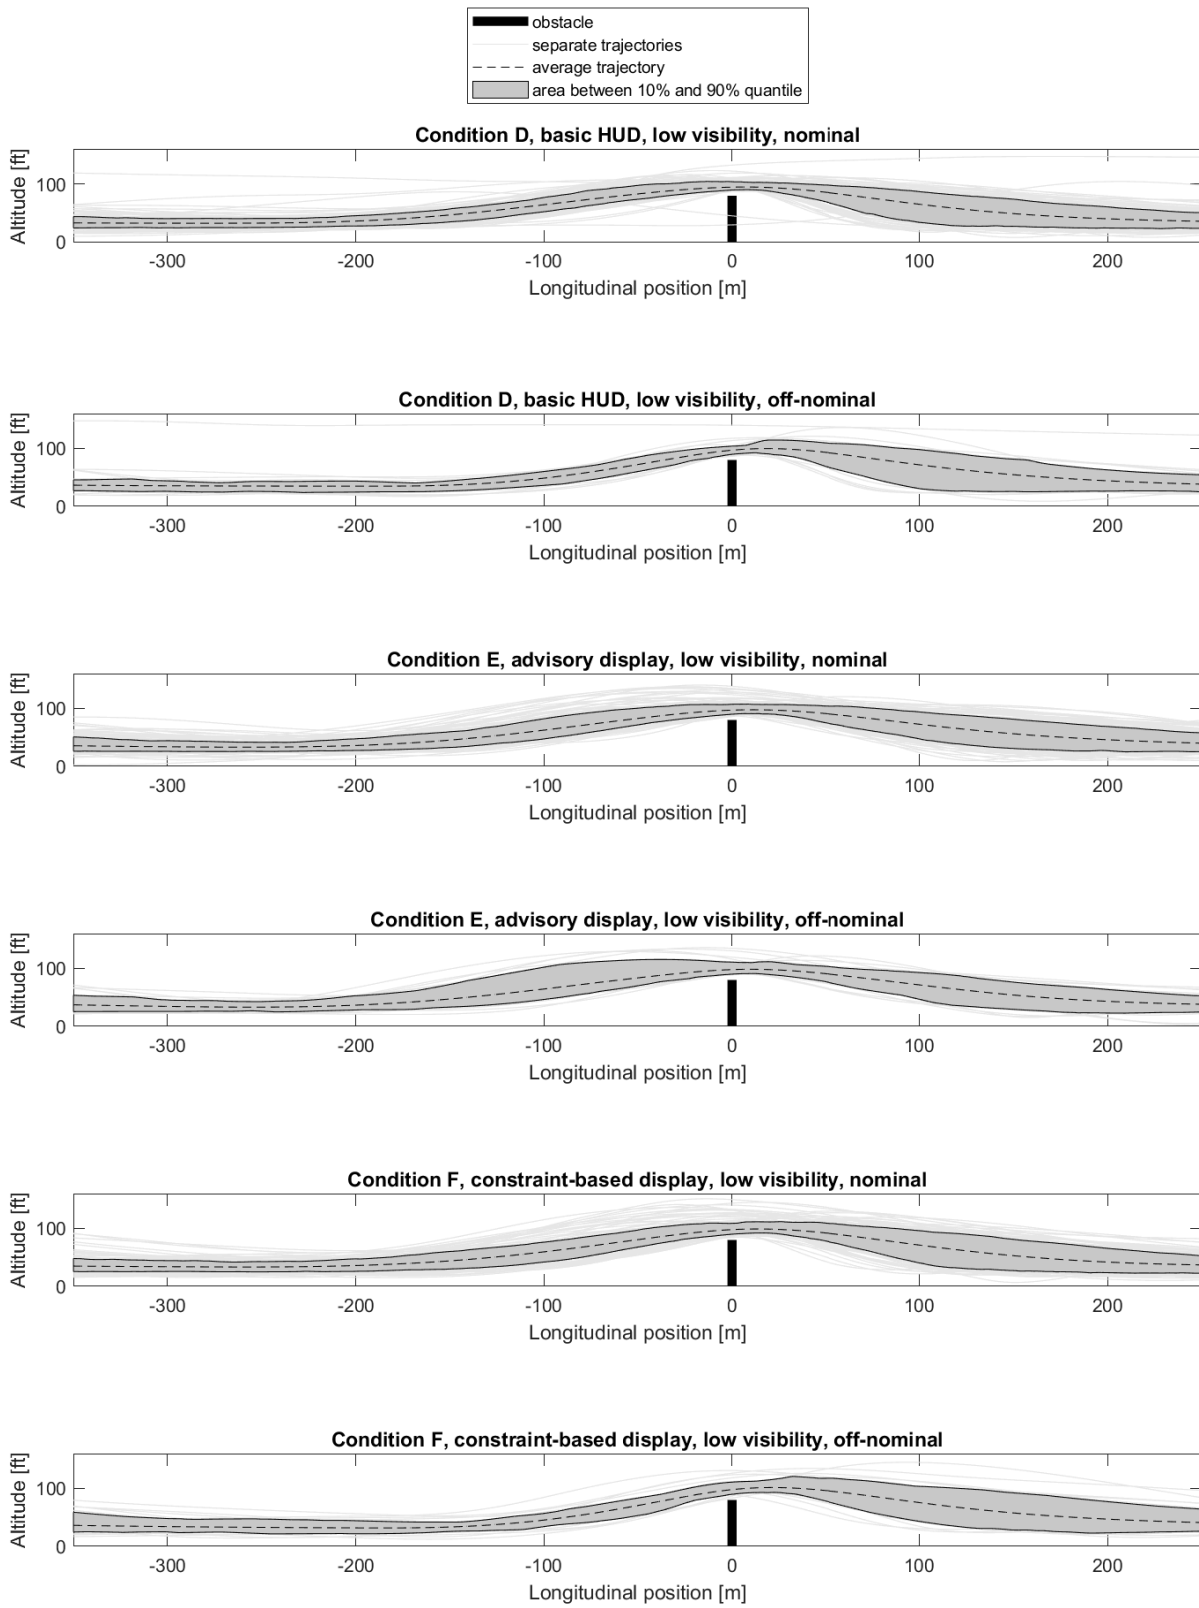 obstacle
separate trajectories
average trajectory
area between 10% and 90% quantile
Condition D, basic HUD, low visibility, nominal
Altitude [ft]
100
0
-300 -200 -100 0 100 200
Longitudinal position [m]
Condition D, basic HUD, low visibility, off-nominal
Altitude [ft]
100
0
-300 -200 -100 0 100 200
Longitudinal position [m]
Condition E, advisory display, low visibility, nominal
Altitude [ft]
100
0
-300 -200 -100 0 100 200
Longitudinal position [m]
Condition E, advisory display, low visibility, off-nominal
Altitude [ft]
100
0
-300 -200 -100 0 100 200
Longitudinal position [m]
Condition F, constraint-based display, low visibility, nominal
Altitude [ft]
100
0
-300 -200 -100 0 100 200
Longitudinal position [m]
Condition F, constraint-based display, low visibility, off-nominal
Altitude [ft]
100
0
-300 -200 -100 0 100 200
Longitudinal position [m]